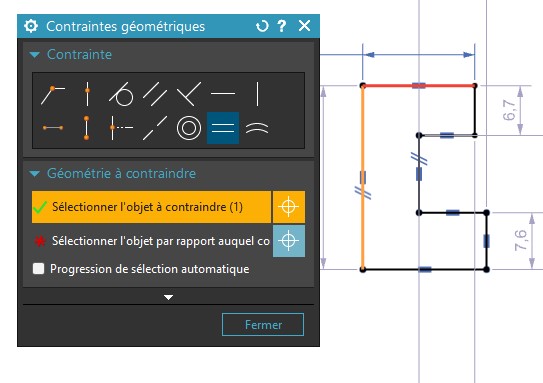 Contraintes géométriques
Contrainte
Géométrie à contraindre
Sélectionner l'objet à contraindre (1)
Sélectionner l'objet par rapport auquel co
Progression de sélection automatique
Fermer
6,7
7,6